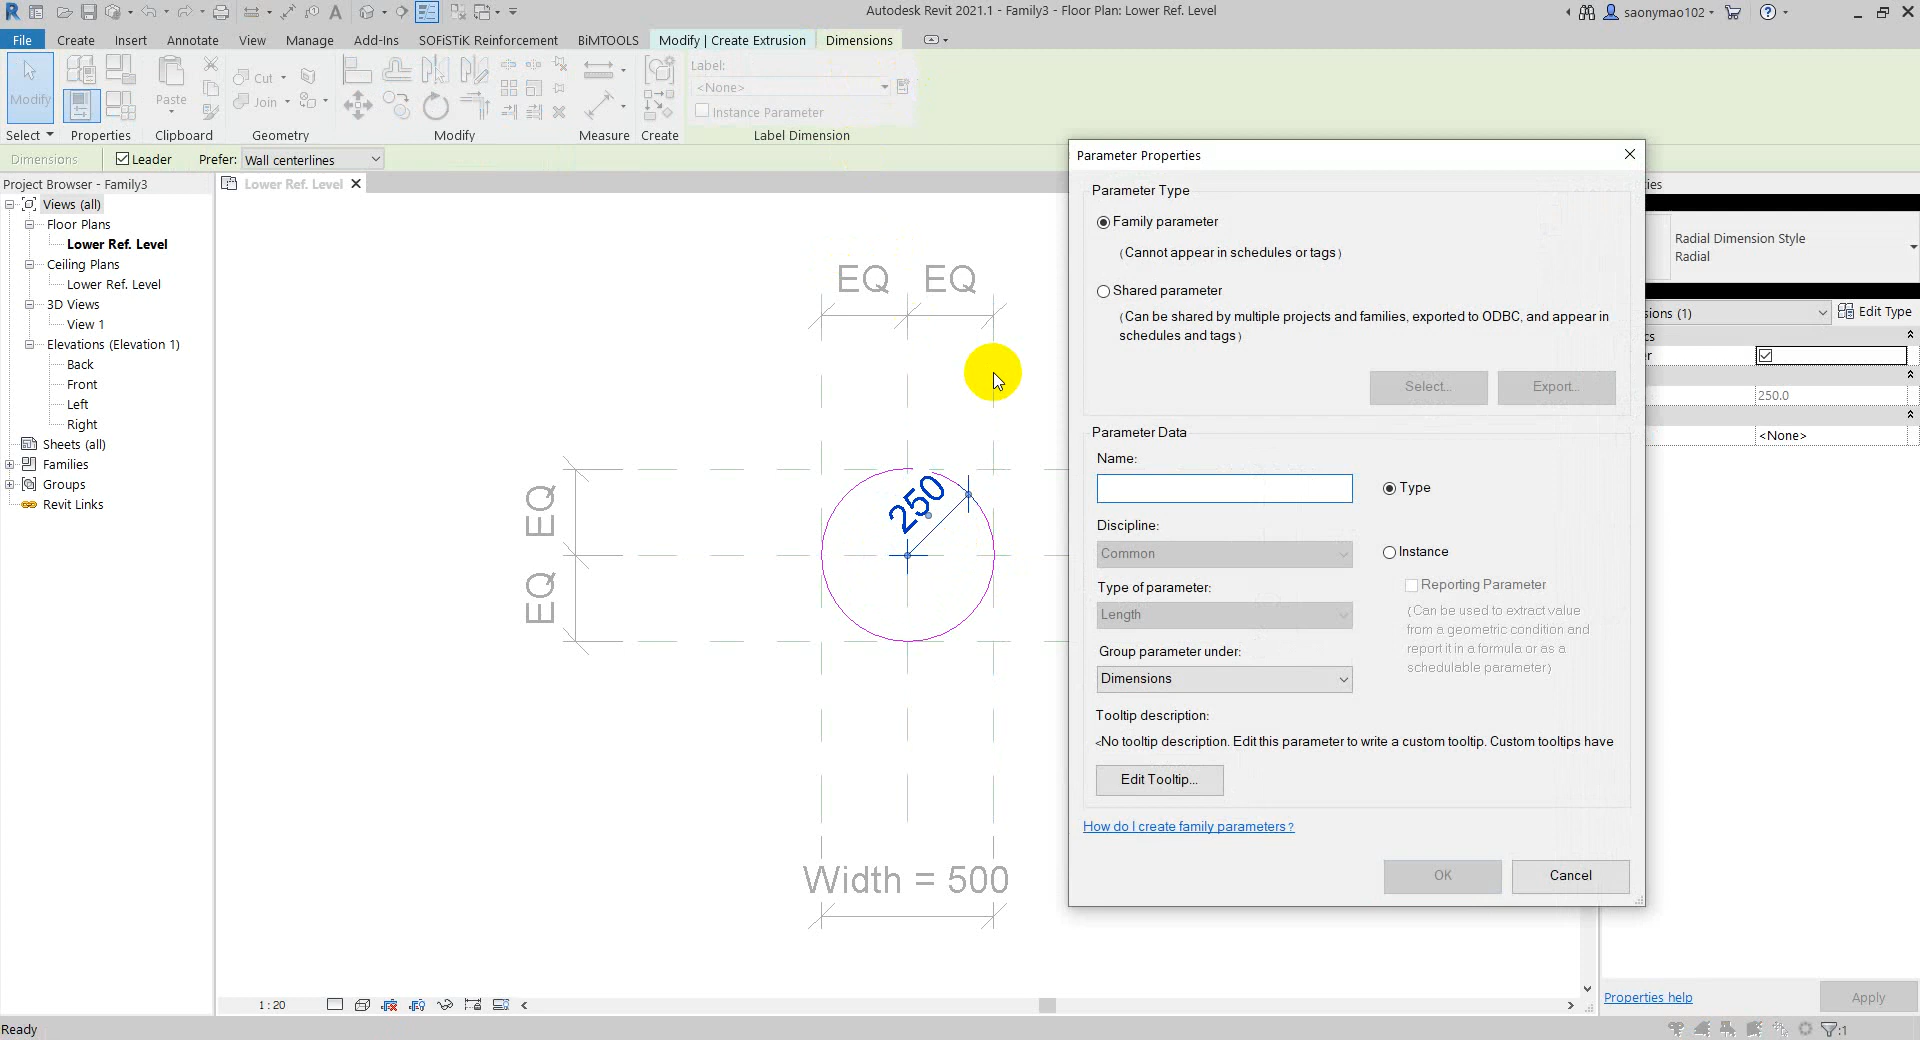 Autodesk Revit 2021.1 - Family3 - Floor Plan: Lower Ref. Level
saonymao102
File
Create
Insert
Annotate
View
Manage
Add-Ins
SOFiSTiK Reinforcement
BiMTOOLS
Modify | Create Extrusion
Dimensions
Modify
Paste
Cut
Join
Label:
<None>
Instance Parameter
Select
Properties
Clipboard
Geometry
Modify
Measure
Create
Label Dimension
Dimensions
Leader
Prefer:
Wall centerlines
Project Browser - Family3
Lower Ref. Level
Views (all)
Floor Plans
Lower Ref. Level
Ceiling Plans
Lower Ref. Level
3D Views
View 1
Elevations (Elevation 1)
Back
Front
Left
Right
Sheets (all)
Families
Groups
Revit Links
EQ EQ
EQ
EQ
250
Width = 500
Parameter Properties
Parameter Type
Family parameter
(Cannot appear in schedules or tags)
Shared parameter
(Can be shared by multiple projects and families, exported to ODBC, and appear in
schedules and tags)
Select...
Export...
Parameter Data
Name:
Type
Discipline:
Common
Instance
Type of parameter:
Reporting Parameter
Length
(Can be used to extract value
from a geometric condition and
report it in a formula or as a
schedulable parameter)
Group parameter under:
Dimensions
Tooltip description:
<No tooltip description. Edit this parameter to write a custom tooltip. Custom tooltips have
Edit Tooltip...
How do I create family parameters?
OK
Cancel
ies
Radial Dimension Style
Radial
sions (1)
Edit Type
cs
r
250.0
<None>
Properties help
Apply
1 : 20
Ready
:1